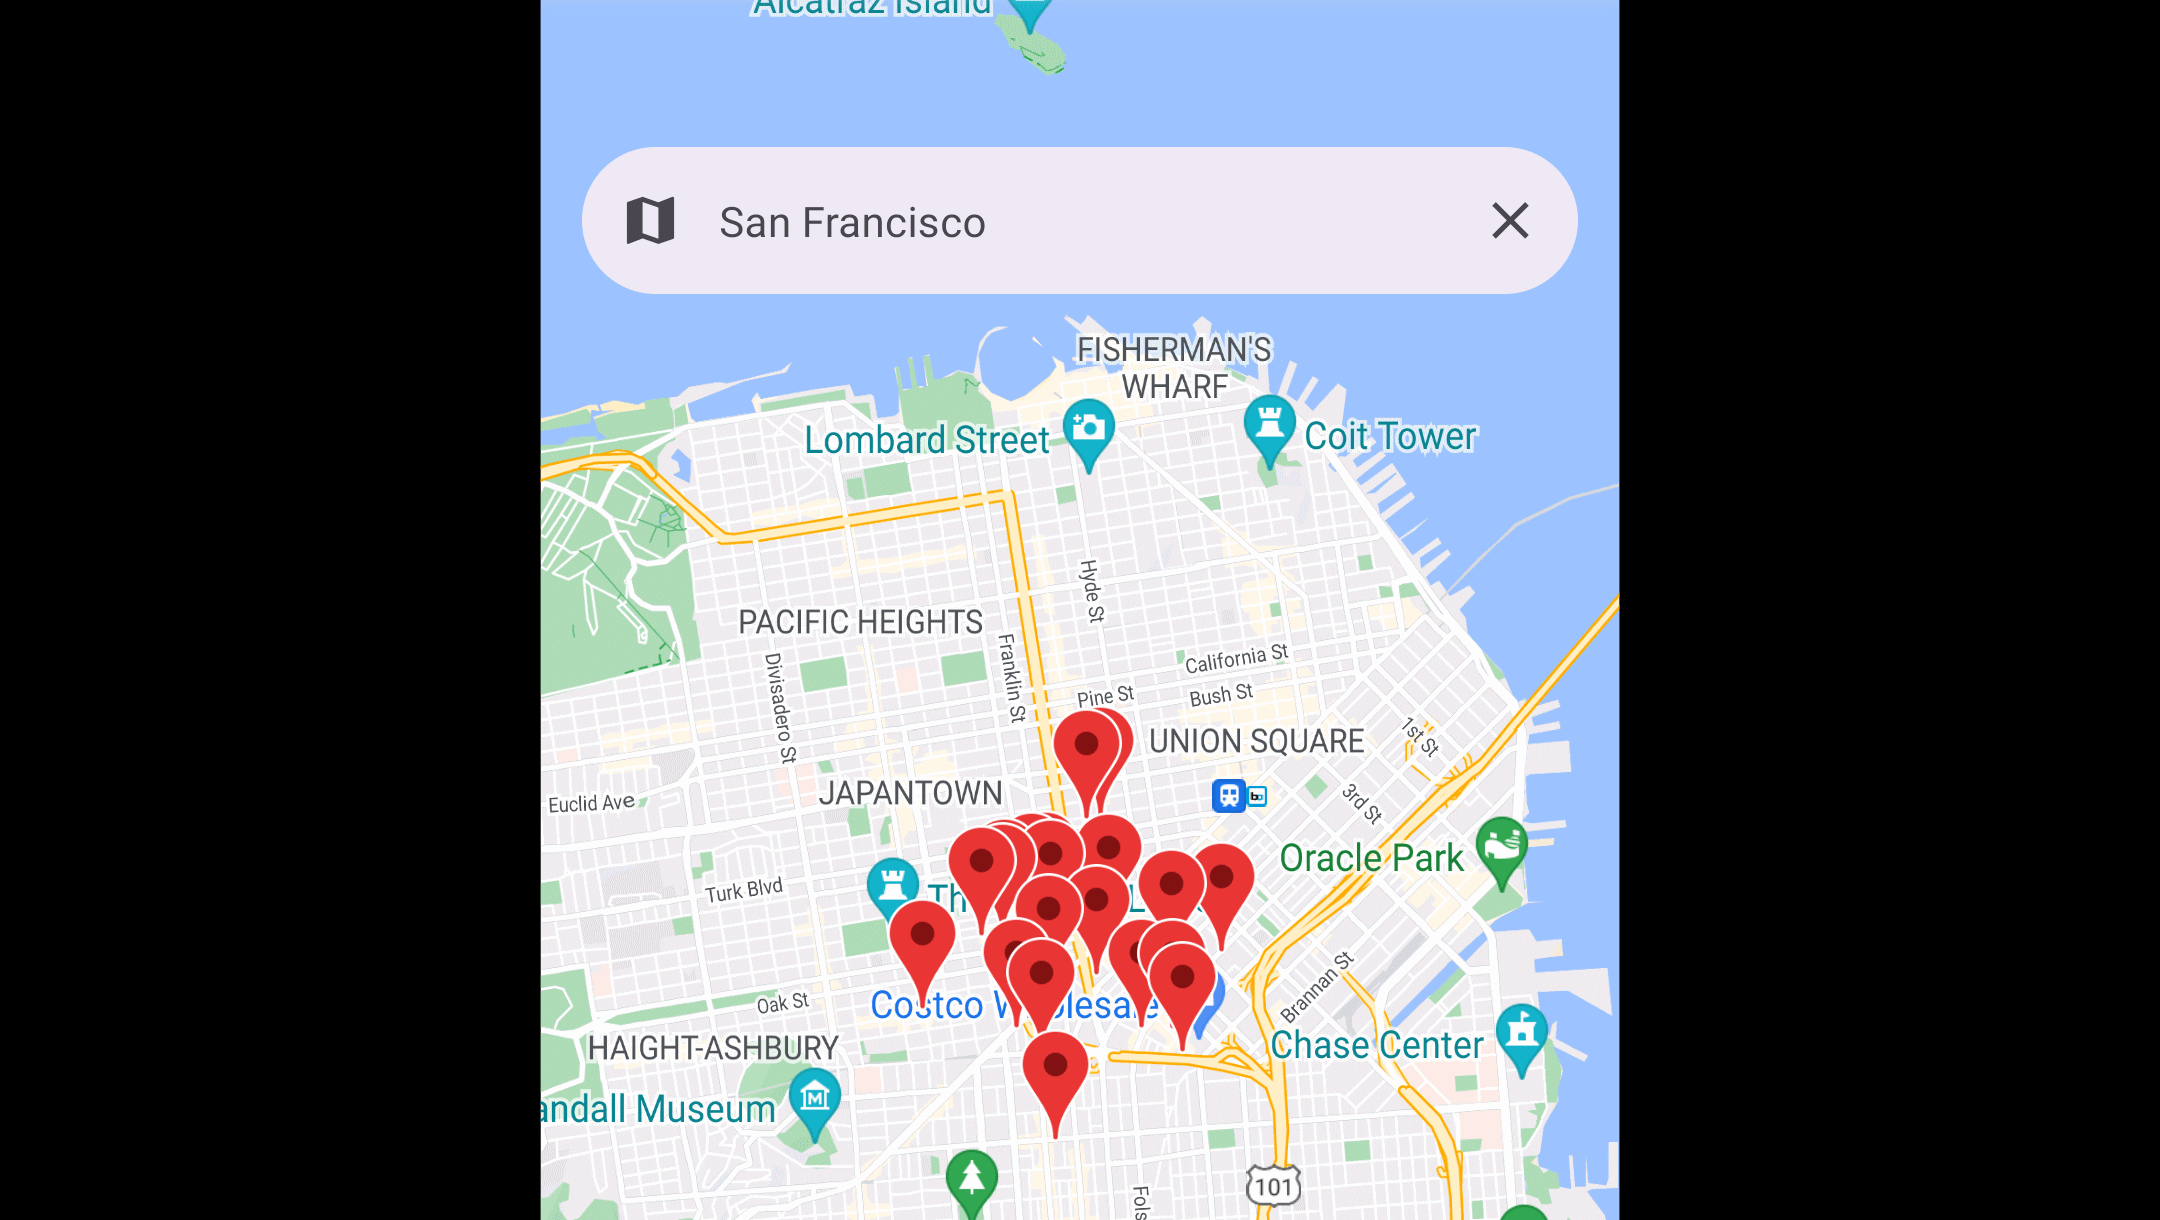 Alcatraz Island
San Francisco
FISHERMAN'S
WHARF
Lombard Street
Coit Tower
Hyde St
PACIFIC HEIGHTS
Franklin St
Divisadero St
California St
Pine St
Bush St
1st St
UNION SQUARE
JAPANTOWN
Euclid Ave
3rd St
Oracle Park
Turk Blvd
Th
L
Costco W lesale
Oak St
Brannan St
HAIGHT-ASHBURY
Chase Center
andall Museum
M
101
Fols